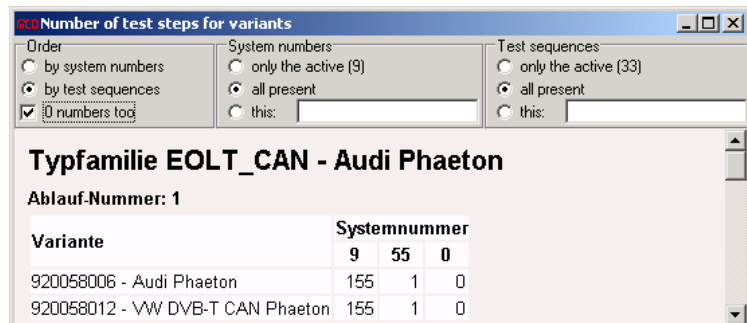 GCD Number of test steps for variants
Order
by system numbers
by test sequences
0 numbers too
System numbers
only the active (9)
all present
this:
Test sequences
only the active (33)
all present
this:
Typfamilie EOLT_CAN - Audi Phaeton
Ablauf-Nummer: 1
Variante Systemnummer
9 55 0
920058006 - Audi Phaeton 155 1 0
920058012 - VW DVB-T CAN Phaeton 155 1 0